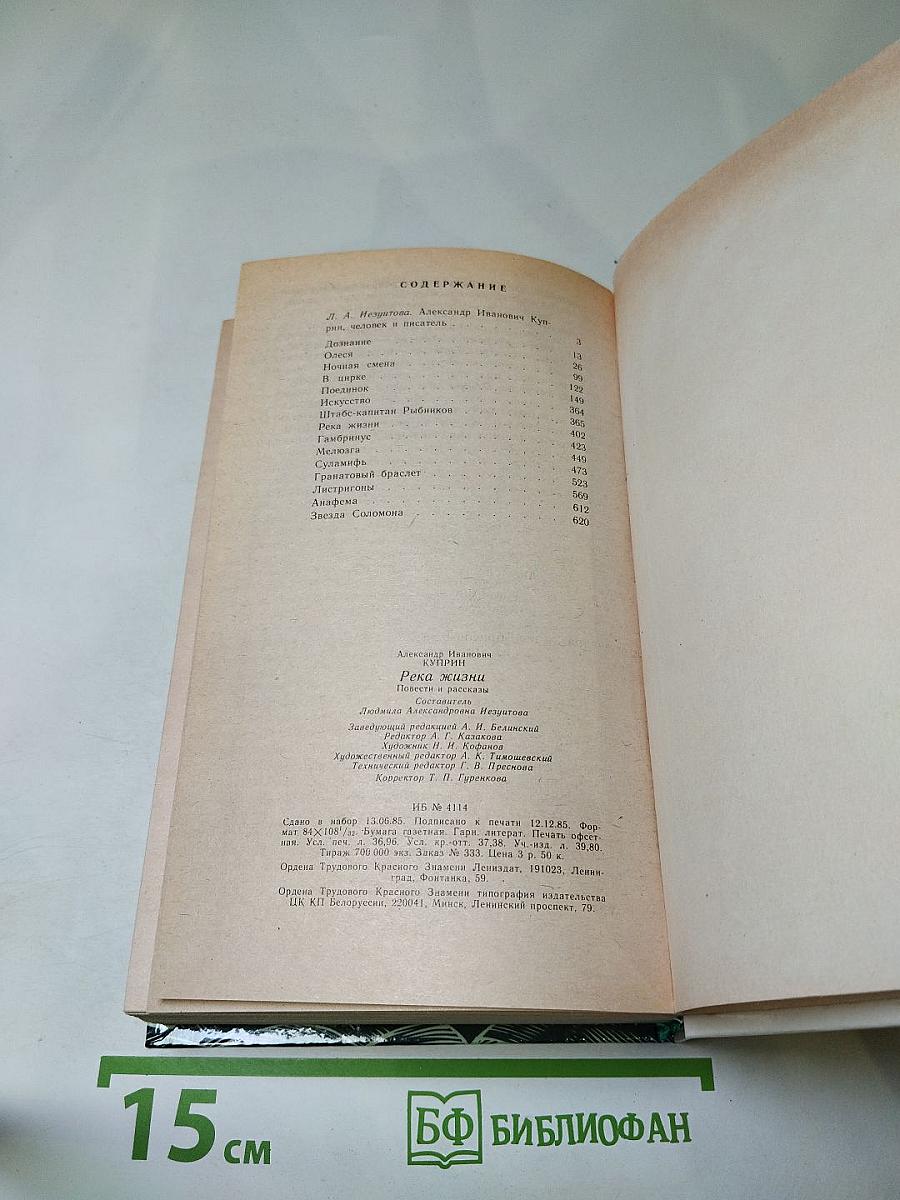 СОДЕРЖАНИЕ
Л. А. Иезуитова. Александр Иванович Куп-
рин, человек и писатель . . . . . . . 3
Дознание . . . . . . . . . . . 13
Олеся . . . . . . . . . . . . 26
Ночная смена . . . . . . . . . . 99
В цирке . . . . . . . . . . . 122
Поединок . . . . . . . . . . . 149
Искусство . . . . . . . . . . . 364
Штабс-капитан Рыбников . . . . . . . 365
Река жизни . . . . . . . . . . 402
Гамбринус . . . . . . . . . . . 423
Мелюзга . . . . . . . . . . . 449
Суламифь . . . . . . . . . . . 473
Гранатовый браслет . . . . . . . . 523
Листригоны . . . . . . . . . . 569
Анафема . . . . . . . . . . . 612
Звезда Соломона . . . . . . . . . 620
Александр Иванович
КУПРИН
Река жизни
Повести и рассказы
Составитель
Людмила Александровна Иезуитова
Заведующий редакцией А. И. Белинский
Редактор А. Г. Казакова
Художник Н. И. Кофанов
Художественный редактор А. К. Тимошевский
Технический редактор Г. В. Преснова
Корректор Т. П. Гуренкова
ИБ № 4114
Сдано в набор 13.06.85. Подписано к печати 12.12.85. Фор-
мат 84×108¹/₃₂. Бумага газетная. Гарн. литерат. Печать офсет-
ная. Усл. печ. л. 36,96. Усл. кр.-отт. 37,38. Уч.-изд. л. 39,80.
Тираж 700 000 экз. Заказ № 333. Цена 3 р. 50 к.
Ордена Трудового Красного Знамени Лениздат, 191023, Ленин-
град, Фонтанка, 59.
Ордена Трудового Красного Знамени типография издательства
ЦК КП Белоруссии, 220041, Минск, Ленинский проспект, 79.
15 см
БФ БИБЛИОФАН